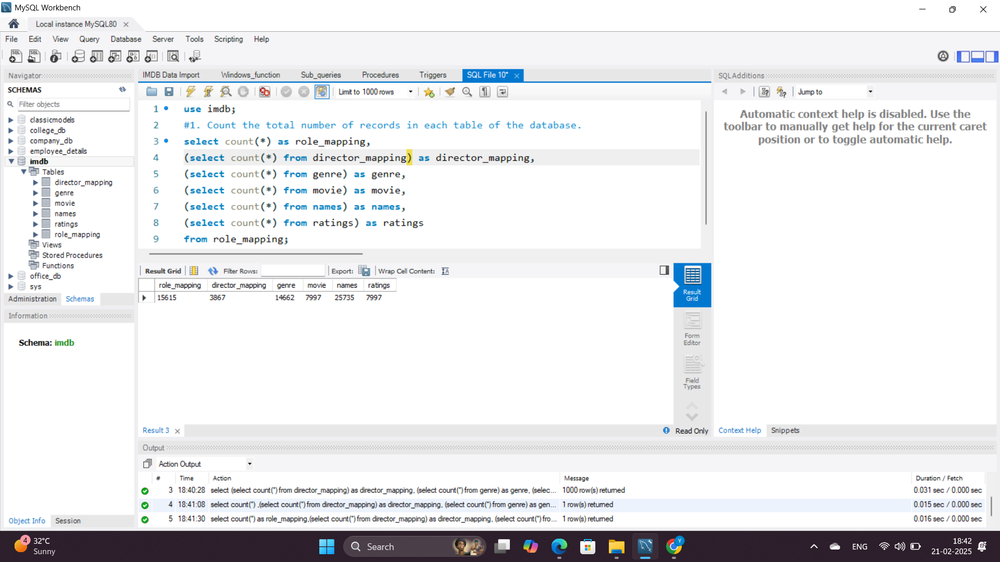 MySQL Workbench
Local instance MySQL80
File Edit View Query Database Server Tools Scripting Help
Navigator
SCHEMAS
Filter objects
classicmodels
college_db
company_db
employee_details
imdb
Tables
director_mapping
genre
movie
names
ratings
role_mapping
Views
Stored Procedures
Functions
office_db
sys
Administration Schemas
Information
Schema: imdb
Object Info Session
IMDB Data Import Windows_function Sub_queries Procedures Triggers SQL File 10*
Limit to 1000 rows
1 use imdb;
2 #1. Count the total number of records in each table of the database.
3 select count(*) as role_mapping,
4 (select count(*) from director_mapping) as director_mapping,
5 (select count(*) from genre) as genre,
6 (select count(*) from movie) as movie,
7 (select count(*) from names) as names,
8 (select count(*) from ratings) as ratings
9 from role_mapping;
Result Grid Filter Rows: Export: Wrap Cell Content:
role_mapping director_mapping genre movie names ratings
15615 3867 14662 7997 25735 7997
Result Grid
Form Editor
Field Types
Result 3
Read Only
SQLAdditions
Jump to
Automatic context help is disabled. Use the
toolbar to manually get help for the current caret
position or to toggle automatic help.
Context Help Snippets
Output
Action Output
# Time Action Message Duration / Fetch
3 18:40:28 select (select count(*) from director_mapping) as director_mapping, (select count(*) from genre) as genre, (selec... 1000 row(s) returned 0.031 sec / 0.000 sec
4 18:41:08 select count(*) ,(select count(*) from director_mapping) as director_mapping, (select count(*) from genre) as gen... 1 row(s) returned 0.015 sec / 0.000 sec
5 18:41:30 select count(*) as role_mapping,(select count(*) from director_mapping) as director_mapping, (select count(*) fro... 1 row(s) returned 0.016 sec / 0.000 sec
4
32°C
Sunny
Search
Y
ENG
18:42
21-02-2025